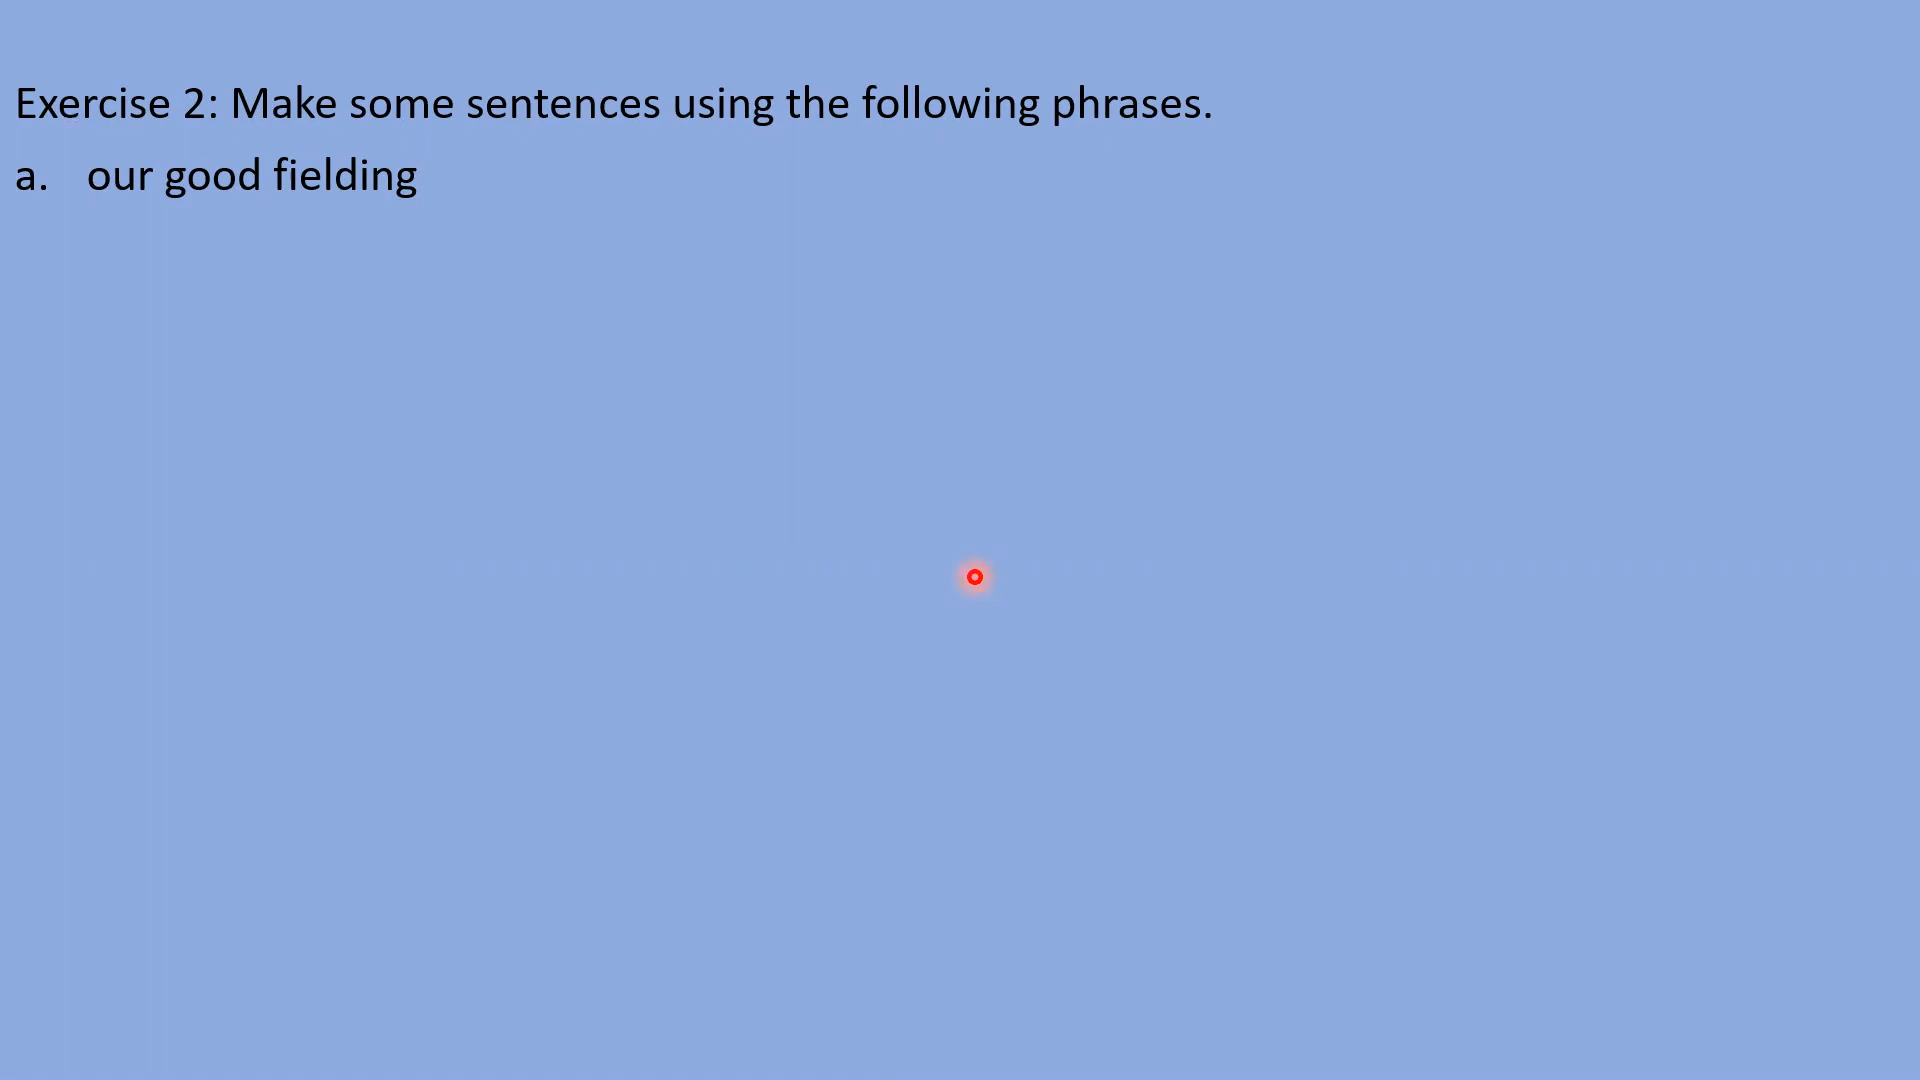 Exercise 2: Make some sentences using the following phrases.
a. our good fielding